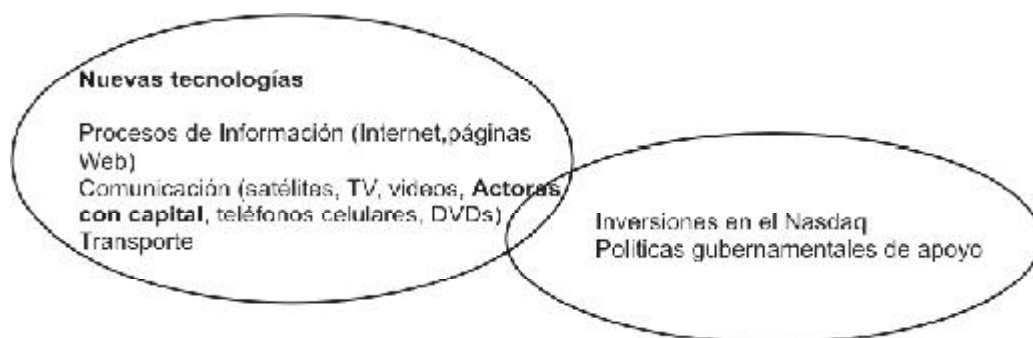 Nuevas tecnologías
Procesos de Información (Internet,páginas
Web)
Comunicación (satélites, TV, videos, Actores
con capital, teléfonos celulares, DVDs)
Transporte
Inversiones en el Nasdaq
Políticas gubernamentales de apoyo